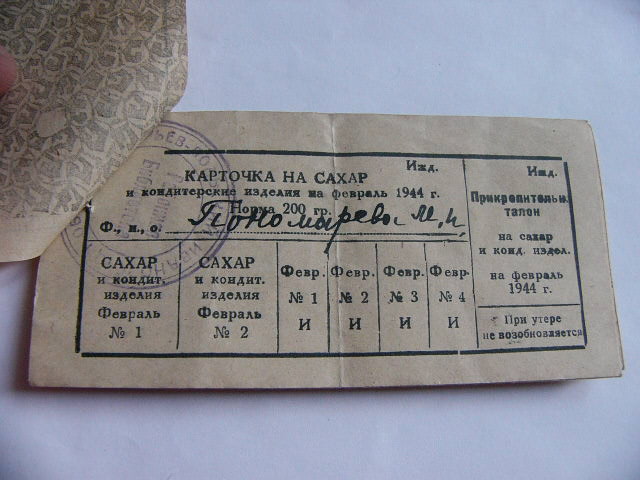 КАРТОЧКА НА САХАР
Ижд.
и кондитерские изделия на февраль 1944 г.
Норма 200 гр.
Ф., и., о. Пономарева М. И.
САХАР
и кондит.
изделия
Февраль
№ 1
САХАР
и кондит.
изделия
Февраль
№ 2
Февр.
№ 1
И
Февр.
№ 2
И
Февр.
№ 3
И
Февр.
№ 4
И
Ижд.
Прикрепительн.
талон
на сахар
и конд. издел.
на февраль
1944 г.
При утере
не возобновляется